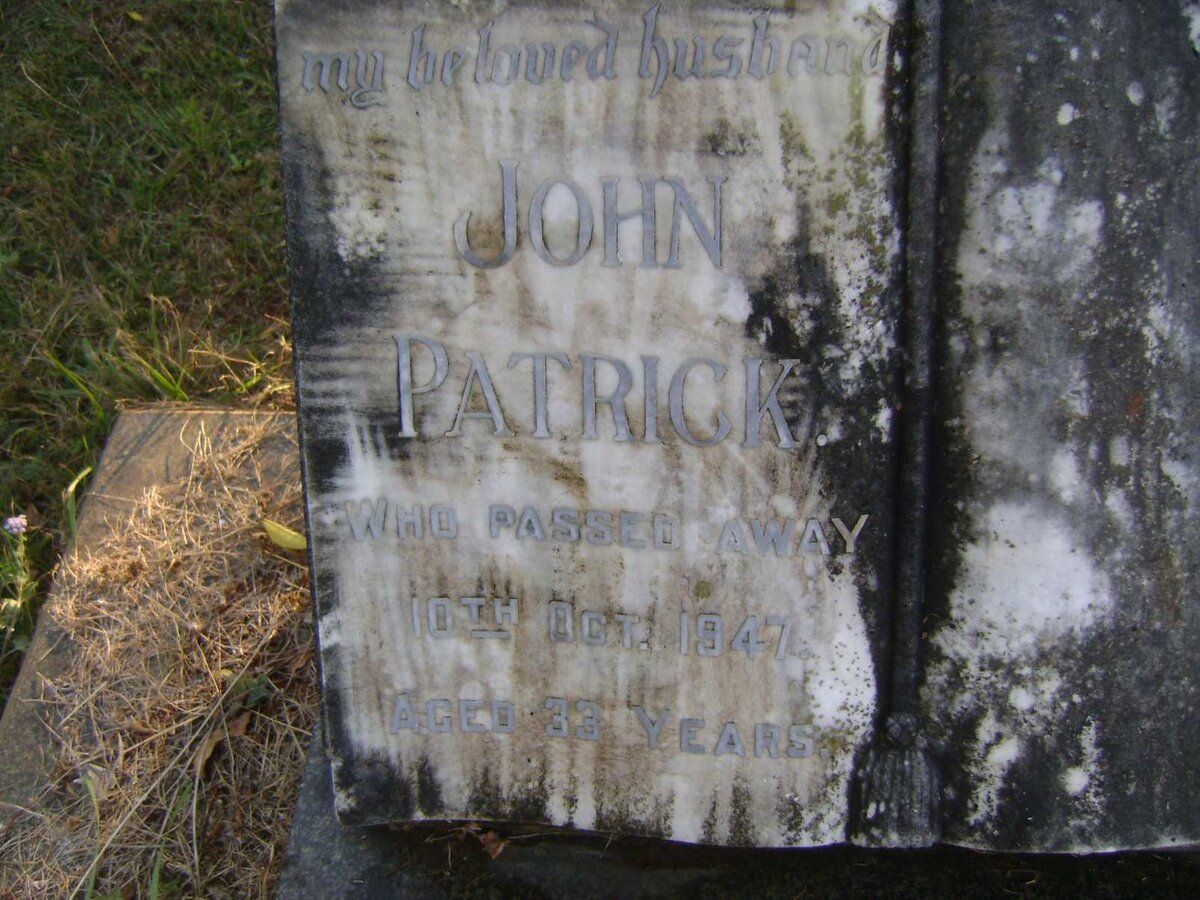 my beloved husband
JOHN
PATRICK.
WHO PASSED AWAY
10TH OCT. 1947.
AGED 33 YEARS.